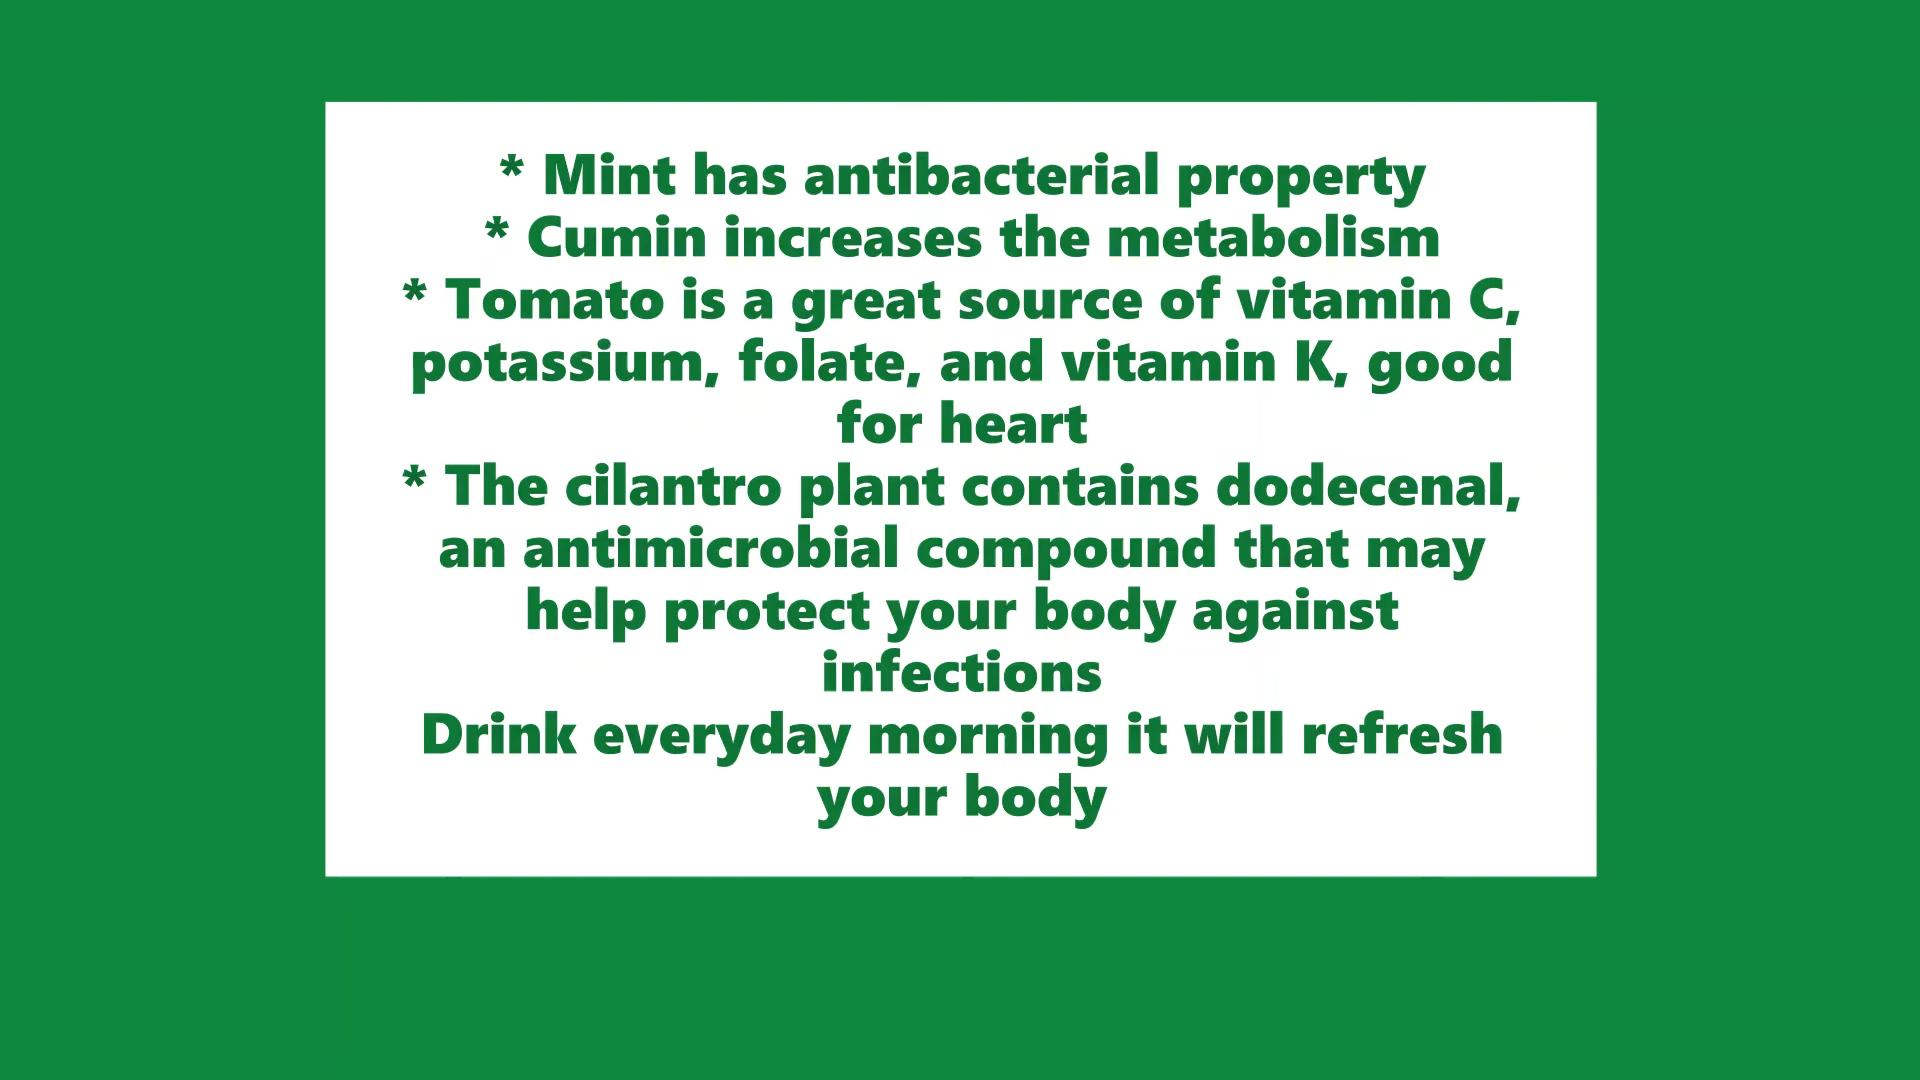 * Mint has antibacterial property
* Cumin increases the metabolism
* Tomato is a great source of vitamin C,
potassium, folate, and vitamin K, good
for heart
* The cilantro plant contains dodecenal,
an antimicrobial compound that may
help protect your body against
infections
Drink everyday morning it will refresh
your body